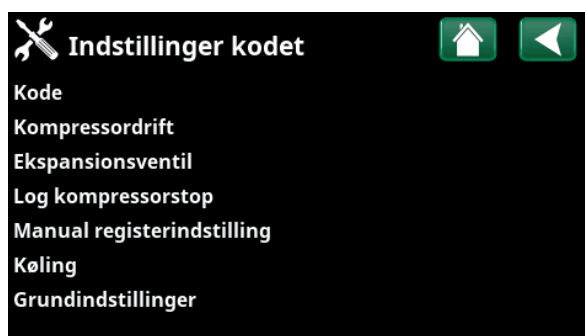 Indstillinger kodet
Kode
Kompressordrift
Ekspansionsventil
Log kompressorstop
Manual registerindstilling
Køling
Grundindstillinger